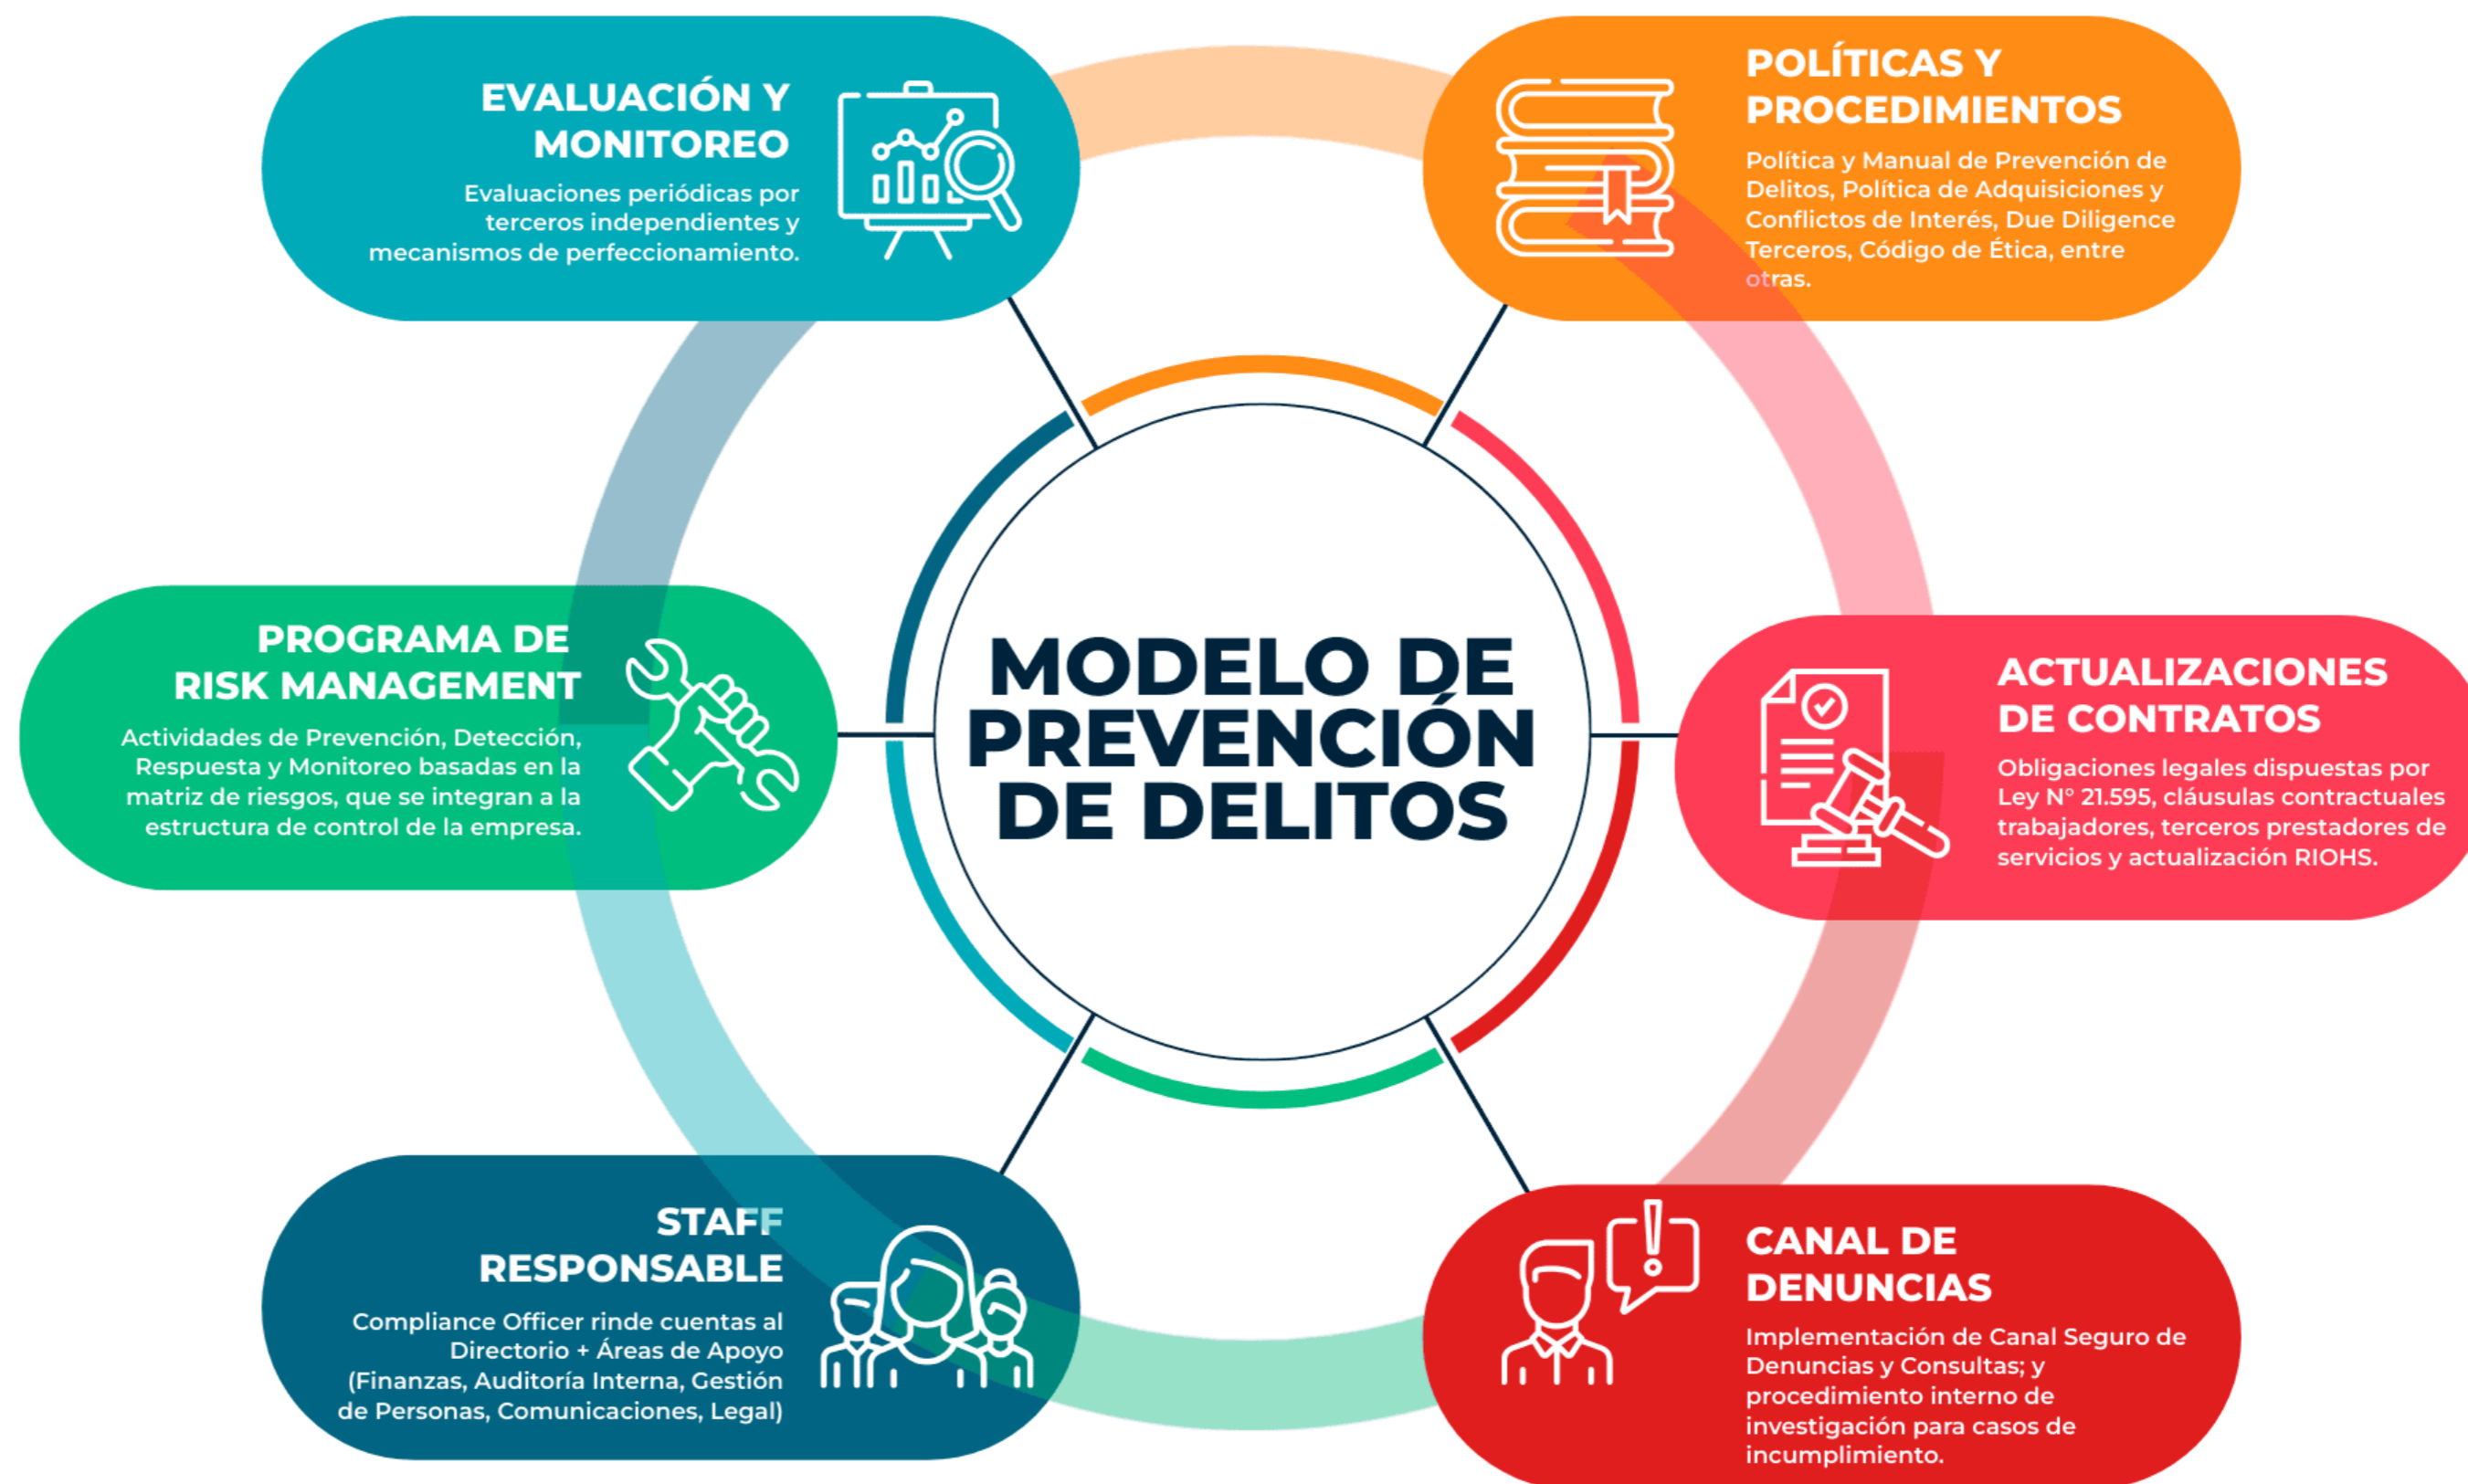 EVALUACIÓN Y
MONITOREO
Evaluaciones periódicas por
terceros independientes y
mecanismos de perfeccionamiento.
POLÍTICAS Y
PROCEDIMIENTOS
Política y Manual de Prevención de
Delitos, Política de Adquisiciones y
Conflictos de Interés, Due Diligence
Terceros, Código de Ética, entre
otras.
PROGRAMA DE
RISK MANAGEMENT
Actividades de Prevención, Detección,
Respuesta y Monitoreo basadas en la
matriz de riesgos, que se integran a la
estructura de control de la empresa.
MODELO DE
PREVENCIÓN
DE DELITOS
ACTUALIZACIONES
DE CONTRATOS
Obligaciones legales dispuestas por
Ley N° 21.595, cláusulas contractuales
trabajadores, terceros prestadores de
servicios y actualización RIOHS.
STAFF
RESPONSABLE
Compliance Officer rinde cuentas al
Directorio + Áreas de Apoyo
(Finanzas, Auditoría Interna, Gestión
de Personas, Comunicaciones, Legal)
CANAL DE
DENUNCIAS
Implementación de Canal Seguro de
Denuncias y Consultas; y
procedimiento interno de
investigación para casos de
incumplimiento.